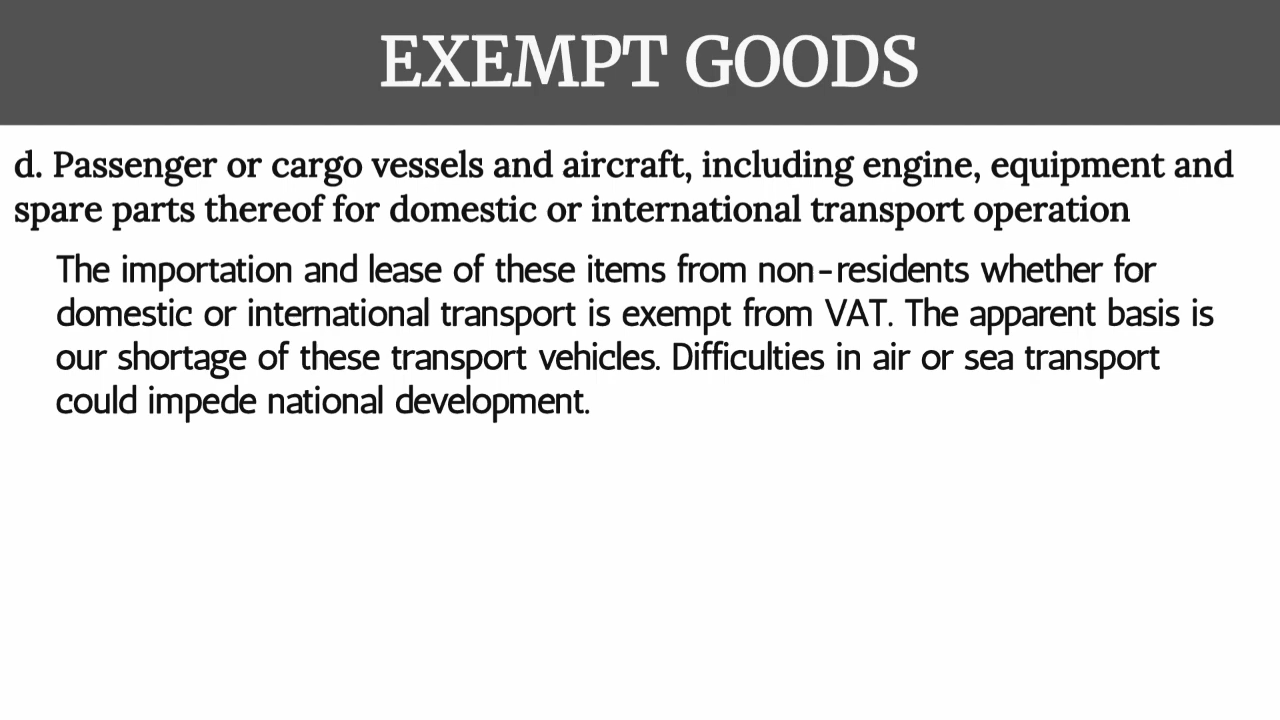 EXEMPT GOODS
d. Passenger or cargo vessels and aircraft, including engine, equipment and
spare parts thereof for domestic or international transport operation
The importation and lease of these items from non-residents whether for
domestic or international transport is exempt from VAT. The apparent basis is
our shortage of these transport vehicles. Difficulties in air or sea transport
could impede national development.